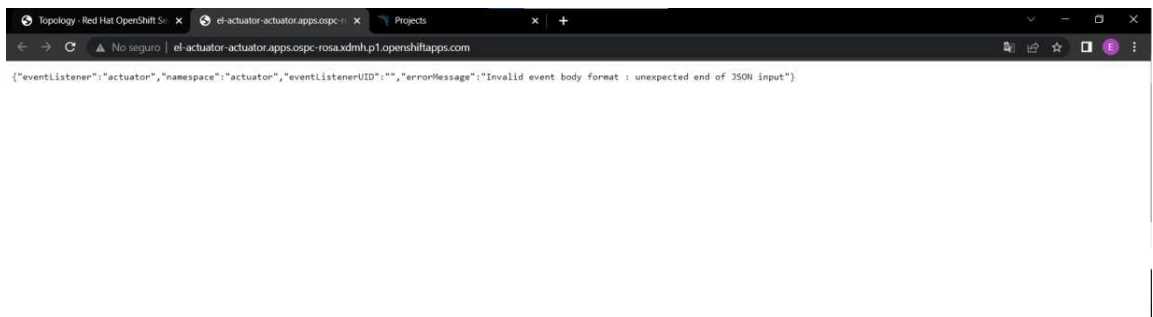 Topology - Red Hat OpenShift Se
el-actuator-actuator.apps.ospc-r
Projects
No seguro | el-actuator-actuator.apps.ospc-rosa.xdmh.p1.openshiftapps.com
E
{"eventListener":"actuator","namespace":"actuator","eventListenerUID":"","errorMessage":"Invalid event body format : unexpected end of JSON input"}